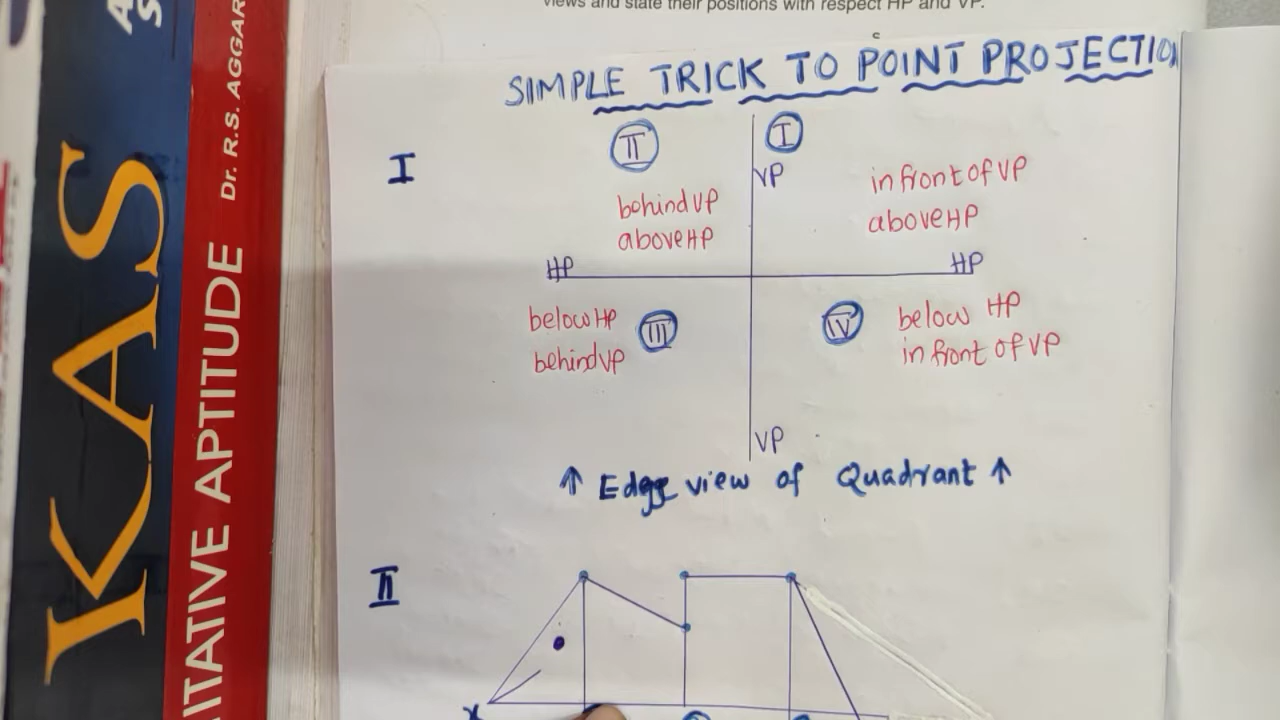 views and state their positions with respect HP and VP.
c
SIMPLE TRICK TO POINT PROJECTION
I
II
I
VP
behind VP
above HP
in front of VP
above HP
HP
HP
below HP
behind VP
III
IV
below HP
in front of VP
VP
↑ Edge view of Quadrant ↑
II
X
KAS
ITATIVE APTITUDE Dr. R.S. AGGAR